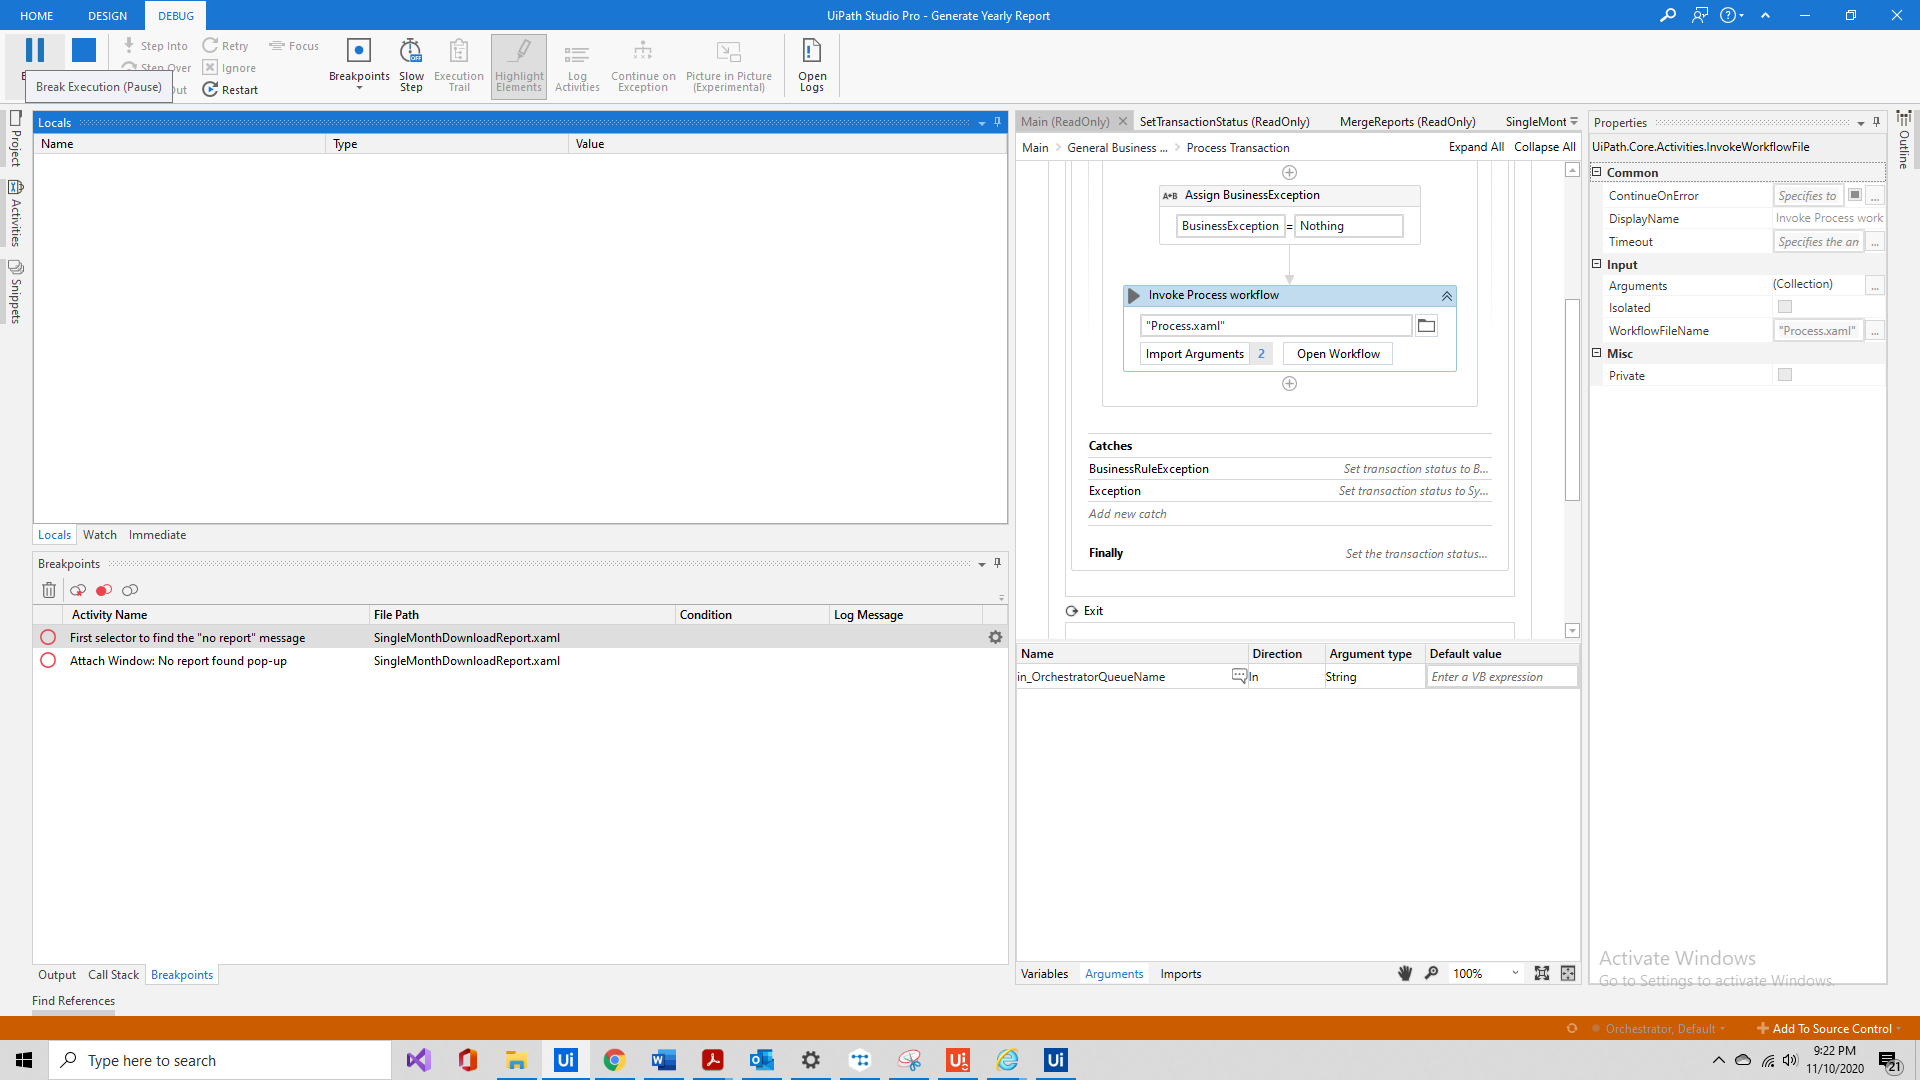 HOME DESIGN DEBUG
UiPath Studio Pro - Generate Yearly Report
Step Into Retry Focus
Step Over Ignore
Out Restart
Break Execution (Pause)
Breakpoints
Slow Step
Execution Trail
Highlight Elements
Log Activities
Continue on Exception
Picture in Picture (Experimental)
Open Logs
Project
Activities
Snippets
Locals
Name Type Value
Locals Watch Immediate
Breakpoints
Activity Name File Path Condition Log Message
First selector to find the "no report" message SingleMonthDownloadReport.xaml
Attach Window: No report found pop-up SingleMonthDownloadReport.xaml
Output Call Stack Breakpoints
Find References
Main (ReadOnly) SetTransactionStatus (ReadOnly) MergeReports (ReadOnly) SingleMont
Main > General Business ... > Process Transaction Expand All Collapse All
A+B Assign BusinessException
BusinessException = Nothing
Invoke Process workflow
"Process.xaml"
Import Arguments 2 Open Workflow
Catches
BusinessRuleException Set transaction status to B...
Exception Set transaction status to Sy...
Add new catch
Finally Set the transaction status...
Exit
Name Direction Argument type Default value
in_OrchestratorQueueName In String Enter a VB expression
Variables Arguments Imports 100%
Properties
UiPath.Core.Activities.InvokeWorkflowFile
Common
ContinueOnError Specifies to ...
DisplayName Invoke Process work
Timeout Specifies the an ...
Input
Arguments (Collection) ...
Isolated
WorkflowFileName "Process.xaml" ...
Misc
Private
Outline
Activate Windows
Go to Settings to activate Windows.
Orchestrator, Default Add To Source Control
Type here to search
Ui
Ui
Ui
9:22 PM
11/10/2020
21